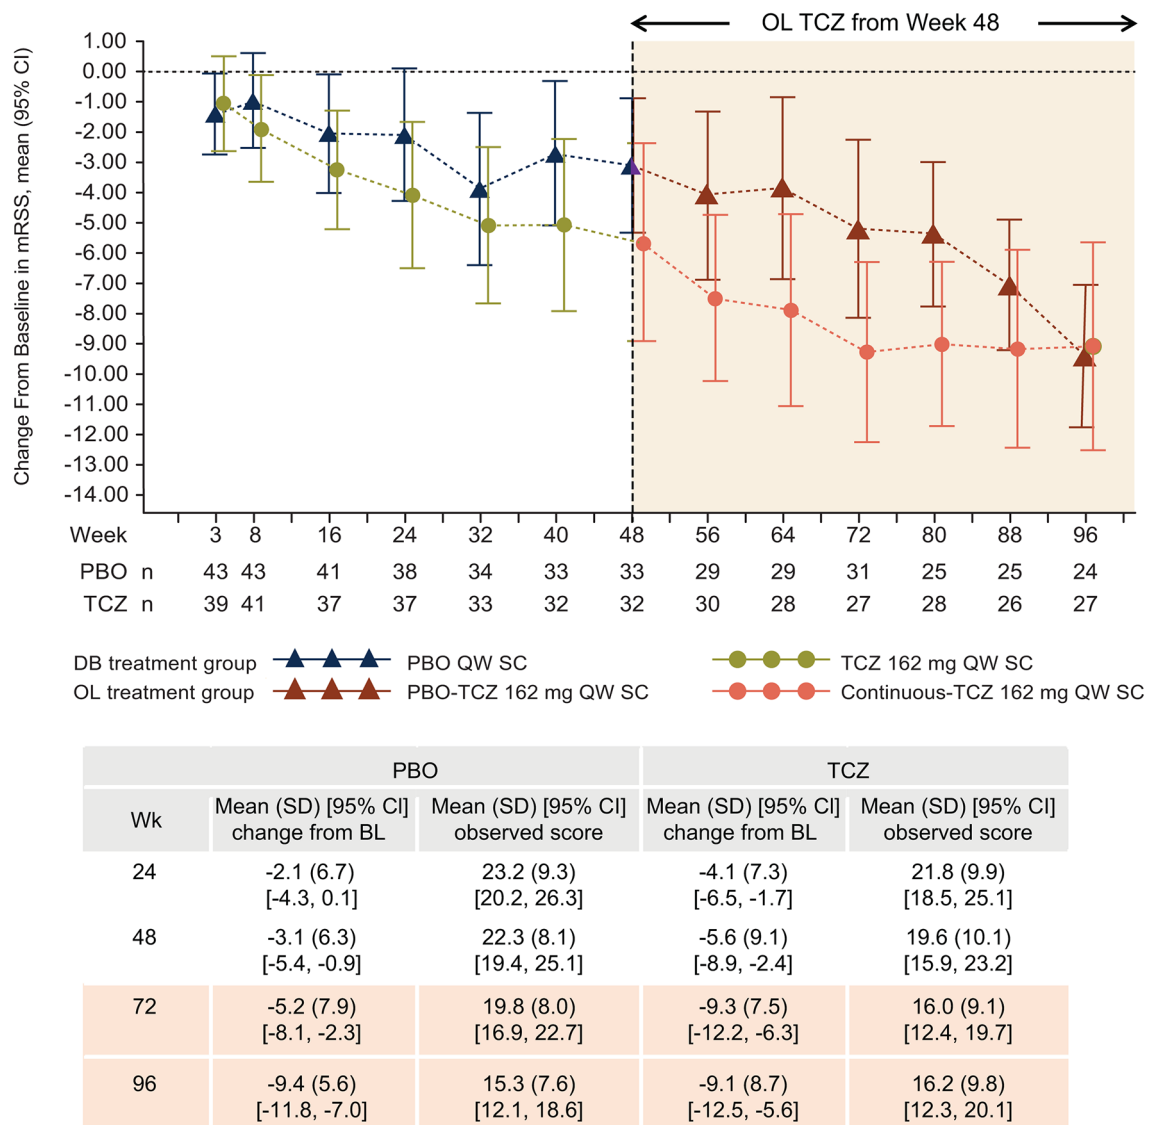 OL TCZ from Week 48
Change From Baseline in mRSS, mean (95% CI)
1.00
0.00
-1.00
-2.00
-3.00
-4.00
-5.00
-6.00
-7.00
-8.00
-9.00
-10.00
-11.00
-12.00
-13.00
-14.00
Week 3 8 16 24 32 40 48 56 64 72 80 88 96
PBO n 43 43 41 38 34 33 33 29 29 31 25 25 24
TCZ n 39 41 37 37 33 32 32 30 28 27 28 26 27
DB treatment group PBO QW SC TCZ 162 mg QW SC
OL treatment group PBO-TCZ 162 mg QW SC Continuous-TCZ 162 mg QW SC
PBO TCZ
Wk
Mean (SD) [95% CI] Mean (SD) [95% CI] Mean (SD) [95% CI] Mean (SD) [95% CI]
change from BL observed score change from BL observed score
24 -2.1 (6.7) 23.2 (9.3) -4.1 (7.3) 21.8 (9.9)
[-4.3, 0.1] [20.2, 26.3] [-6.5, -1.7] [18.5, 25.1]
48 -3.1 (6.3) 22.3 (8.1) -5.6 (9.1) 19.6 (10.1)
[-5.4, -0.9] [19.4, 25.1] [-8.9, -2.4] [15.9, 23.2]
72 -5.2 (7.9) 19.8 (8.0) -9.3 (7.5) 16.0 (9.1)
[-8.1, -2.3] [16.9, 22.7] [-12.2, -6.3] [12.4, 19.7]
96 -9.4 (5.6) 15.3 (7.6) -9.1 (8.7) 16.2 (9.8)
[-11.8, -7.0] [12.1, 18.6] [-12.5, -5.6] [12.3, 20.1]